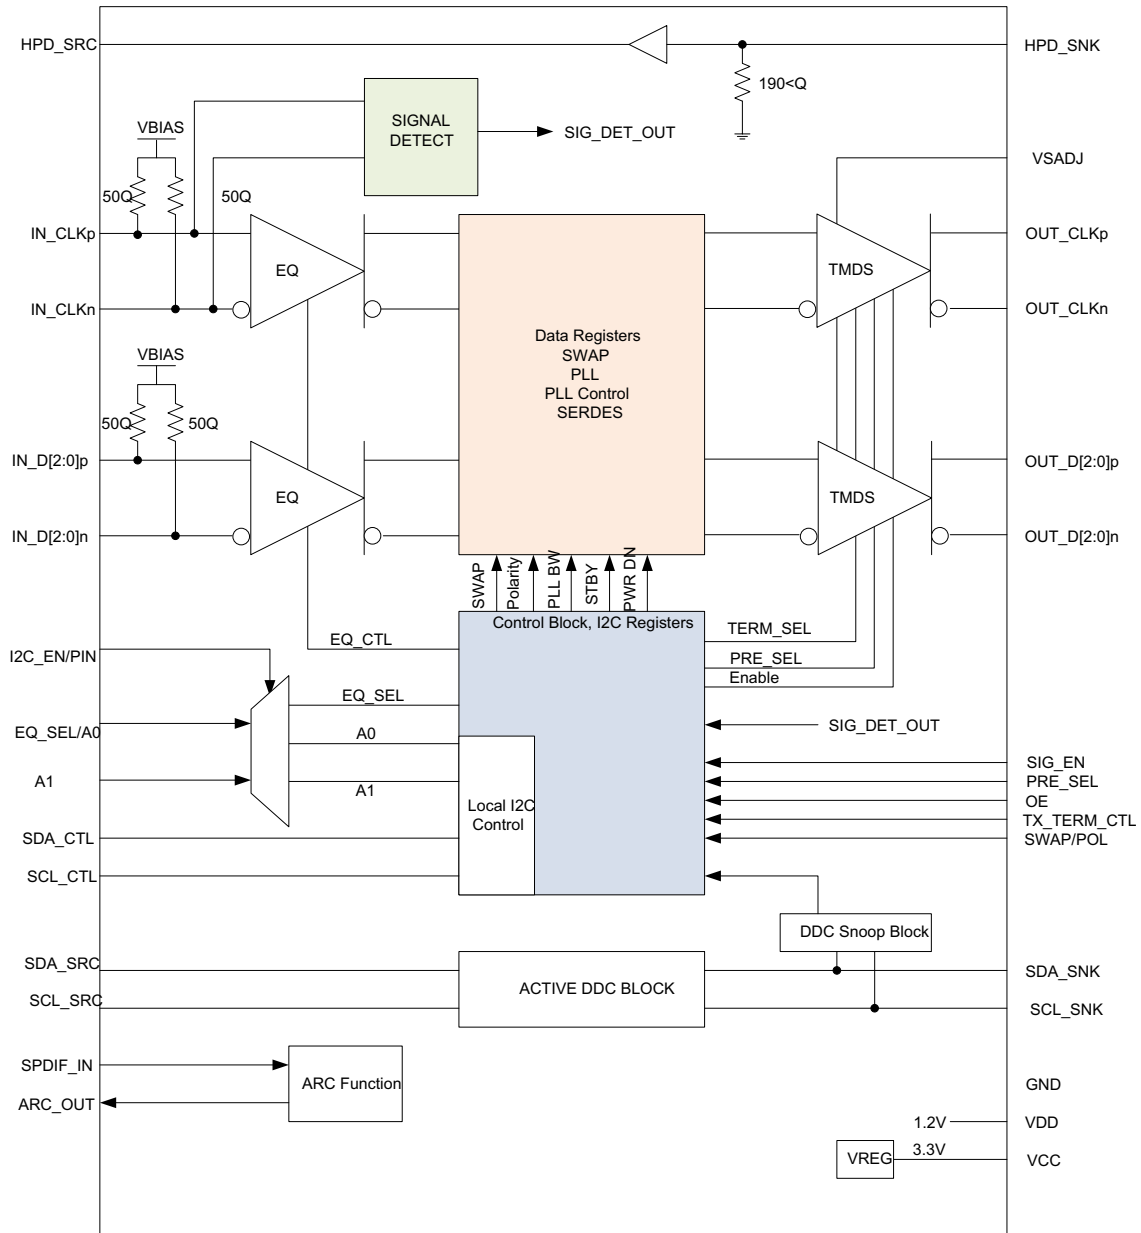 HPD_SRC
HPD_SNK
190<Q
SIGNAL
DETECT
SIG_DET_OUT
VBIAS
VSADJ
50Q
50Q
IN_CLKp
EQ
TMDS
OUT_CLKp
IN_CLKn
OUT_CLKn
Data Registers
SWAP
PLL
PLL Control
SERDES
VBIAS
50Q
50Q
IN_D[2:0]p
EQ
TMDS
OUT_D[2:0]p
IN_D[2:0]n
OUT_D[2:0]n
SWAP
Polarity
PLL BW
STBY
PWR DN
Control Block, I2C Registers
EQ_CTL
TERM_SEL
I2C_EN/PIN
PRE_SEL
Enable
EQ_SEL
EQ_SEL/A0
A0
SIG_DET_OUT
A1
A1
SIG_EN
PRE_SEL
OE
TX_TERM_CTL
SWAP/POL
Local I2C
Control
SDA_CTL
SCL_CTL
DDC Snoop Block
SDA_SRC
SCL_SRC
ACTIVE DDC BLOCK
SDA_SNK
SCL_SNK
SPDIF_IN
ARC_OUT
ARC Function
GND
1.2V
VDD
VREG
3.3V
VCC